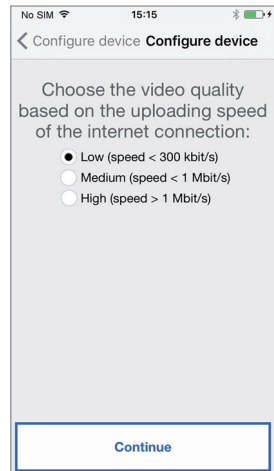 No SIM 15:15
Configure device Configure device
Choose the video quality
based on the uploading speed
of the internet connection:
Low (speed < 300 kbit/s)
Medium (speed < 1 Mbit/s)
High (speed > 1 Mbit/s)
Continue